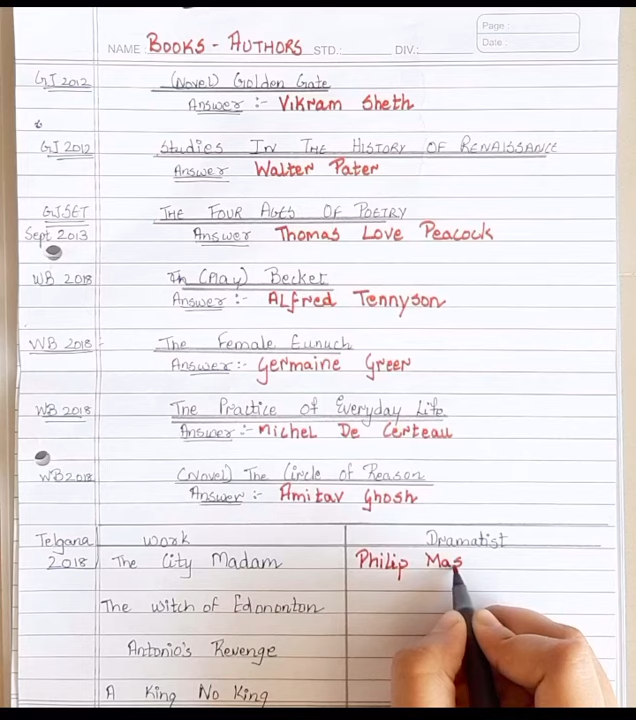 Page :
Date :
NAME: BOOKS - AUTHORS STD.: DIV.:
GJ 2012 (Novel) Golden Gate
Answer :- Vikram Sheth
GJ 2012 Studies In The History OF RENAISSANCE
Answer Walter Pater
GJSET THE FOUR AGES OF POETRY
Sept 2013 Answer Thomas Love Peacock
WB 2018 (Play) Becket
Answer :- ALfred Tennyson
WB 2018 :- The Female Eunuch
Answer :- Germaine Greer
WB 2018 The Practice of Everyday Life
Answer :- Michel De Certeau
WB 2018 (Novel) The Circle of Reason
Answer :- Amitav Ghosh
Telgana Work Dramatist
2018 The City Madam Philip Mas
The Witch of Edmonton
Antonio's Revenge
A King No King